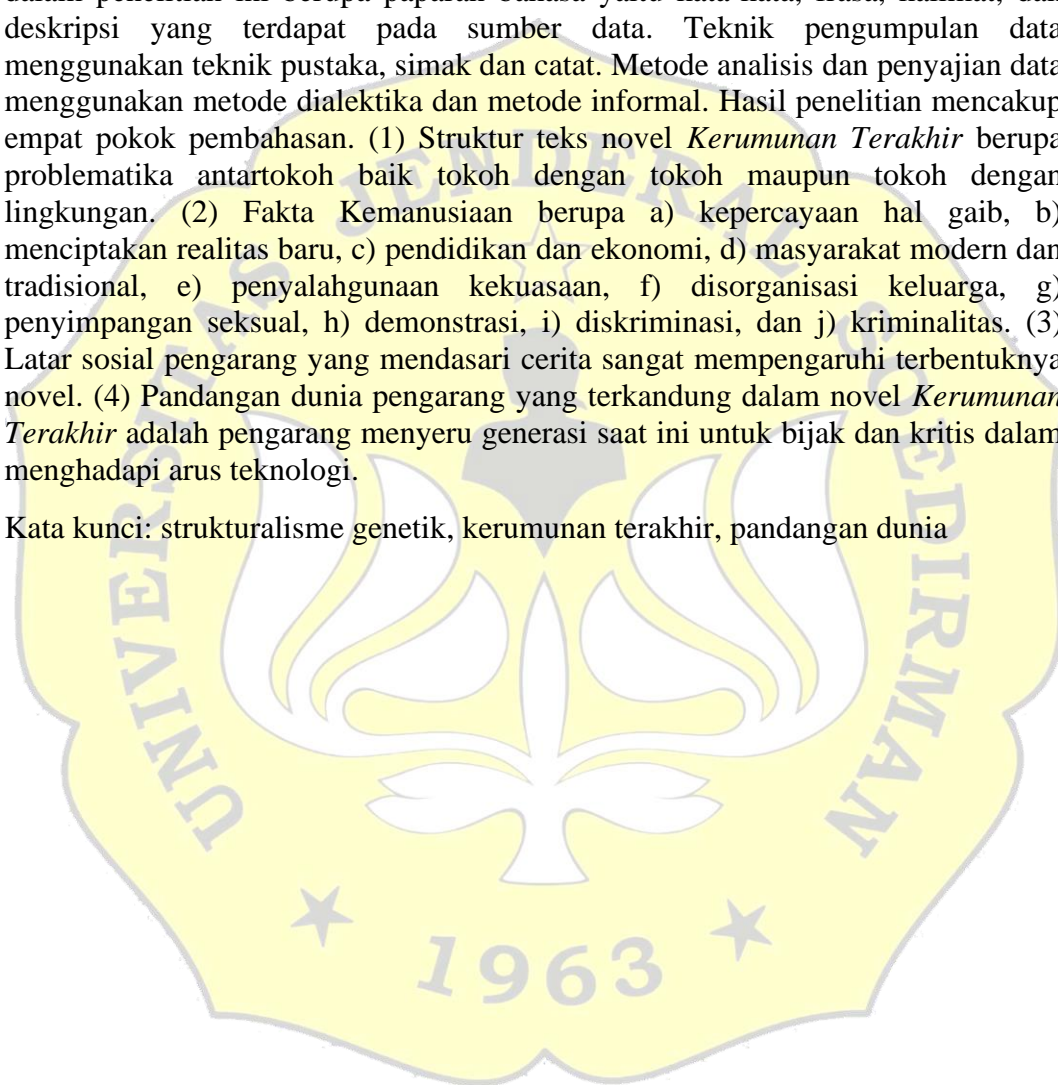 deskripsi yang terdapat pada sumber data. Teknik pengumpulan data
menggunakan teknik pustaka, simak dan catat. Metode analisis dan penyajian data
menggunakan metode dialektika dan metode informal. Hasil penelitian mencakup
empat pokok pembahasan. (1) Struktur teks novel Kerumunan Terakhir berupa
problematika antartokoh baik tokoh dengan tokoh maupun tokoh dengan
lingkungan. (2) Fakta Kemanusiaan berupa a) kepercayaan hal gaib, b)
menciptakan realitas baru, c) pendidikan dan ekonomi, d) masyarakat modern dan
tradisional, e) penyalahgunaan kekuasaan, f) disorganisasi keluarga, g)
penyimpangan seksual, h) demonstrasi, i) diskriminasi, dan j) kriminalitas. (3)
Latar sosial pengarang yang mendasari cerita sangat mempengaruhi terbentuknya
novel. (4) Pandangan dunia pengarang yang terkandung dalam novel Kerumunan
Terakhir adalah pengarang menyeru generasi saat ini untuk bijak dan kritis dalam
menghadapi arus teknologi.
Kata kunci: strukturalisme genetik, kerumunan terakhir, pandangan dunia
UNIVERSITAS JENDERAL SOEDIRMAN
1963